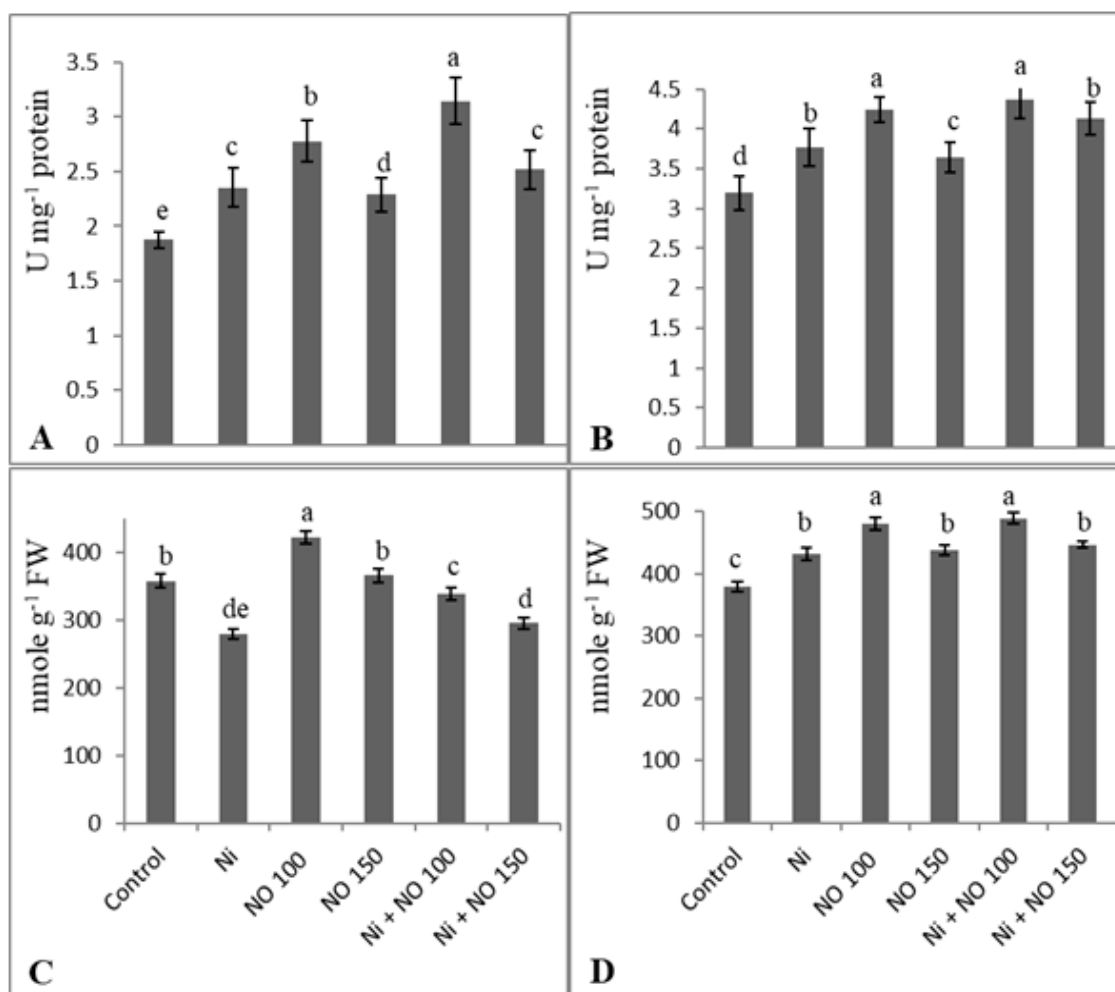 3.5
3
2.5
2
1.5
1
0.5
0
U mg⁻¹ protein
e
c
b
d
a
c
A
4.5
4
3.5
3
2.5
2
1.5
1
0.5
0
U mg⁻¹ protein
d
b
a
c
a
b
B
400
300
200
100
0
nmole g⁻¹ FW
b
de
a
b
c
d
Control
Ni
NO 100
NO 150
Ni + NO 100
Ni + NO 150
C
500
400
300
200
100
0
nmole g⁻¹ FW
c
b
a
b
a
b
Control
Ni
NO 100
NO 150
Ni + NO 100
Ni + NO 150
D